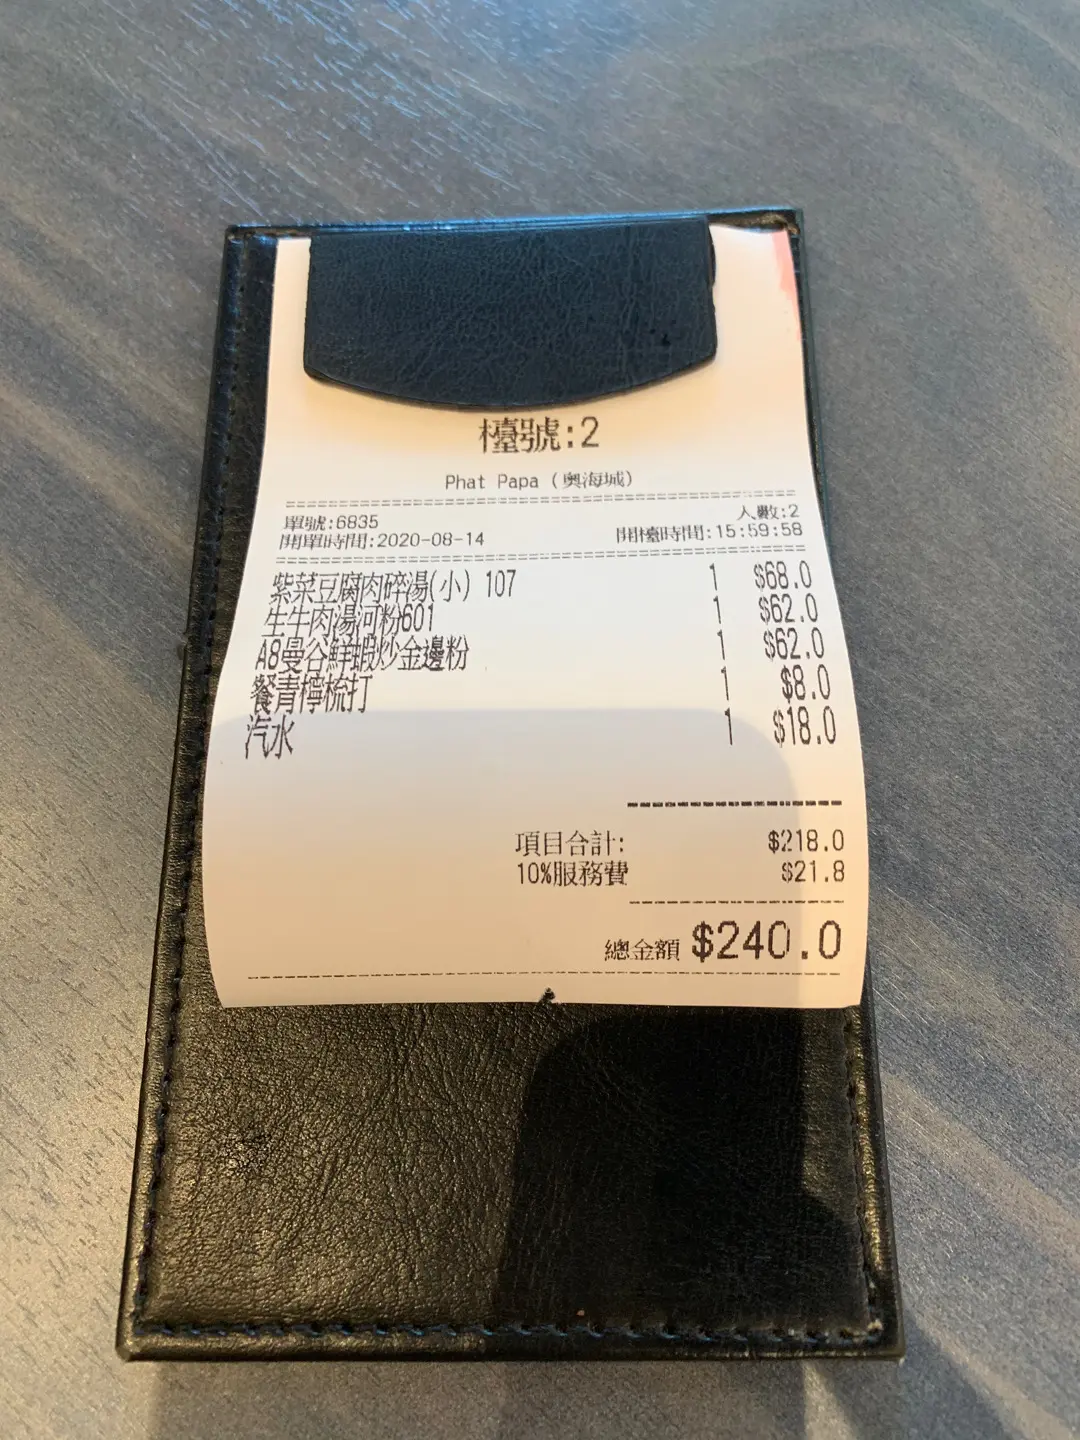 檯號:2
Phat Papa (奧海城)
單號:6835 人數:2
開單時間:2020-08-14 開檯時間:15:59:58
紫菜豆腐肉碎湯(小) 107 1 $68.0
生牛肉湯河粉601 1 $62.0
A8曼谷鮮蝦炒金邊粉 1 $62.0
餐青檸梳打 1 $8.0
汽水 1 $18.0
項目合計: $218.0
10%服務費 $21.8
總金額 $240.0